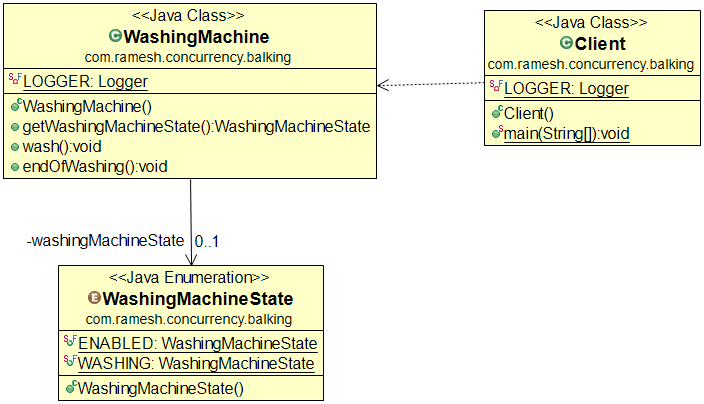 <<Java Class>>
WashingMachine
com.ramesh.concurrency.balking
LOGGER: Logger
WashingMachine()
getWashingMachineState():WashingMachineState
wash():void
endOfWashing():void
<<Java Class>>
Client
com.ramesh.concurrency.balking
LOGGER: Logger
Client()
main(String[]):void
-washingMachineState 0..1
<<Java Enumeration>>
WashingMachineState
com.ramesh.concurrency.balking
ENABLED: WashingMachineState
WASHING: WashingMachineState
WashingMachineState()